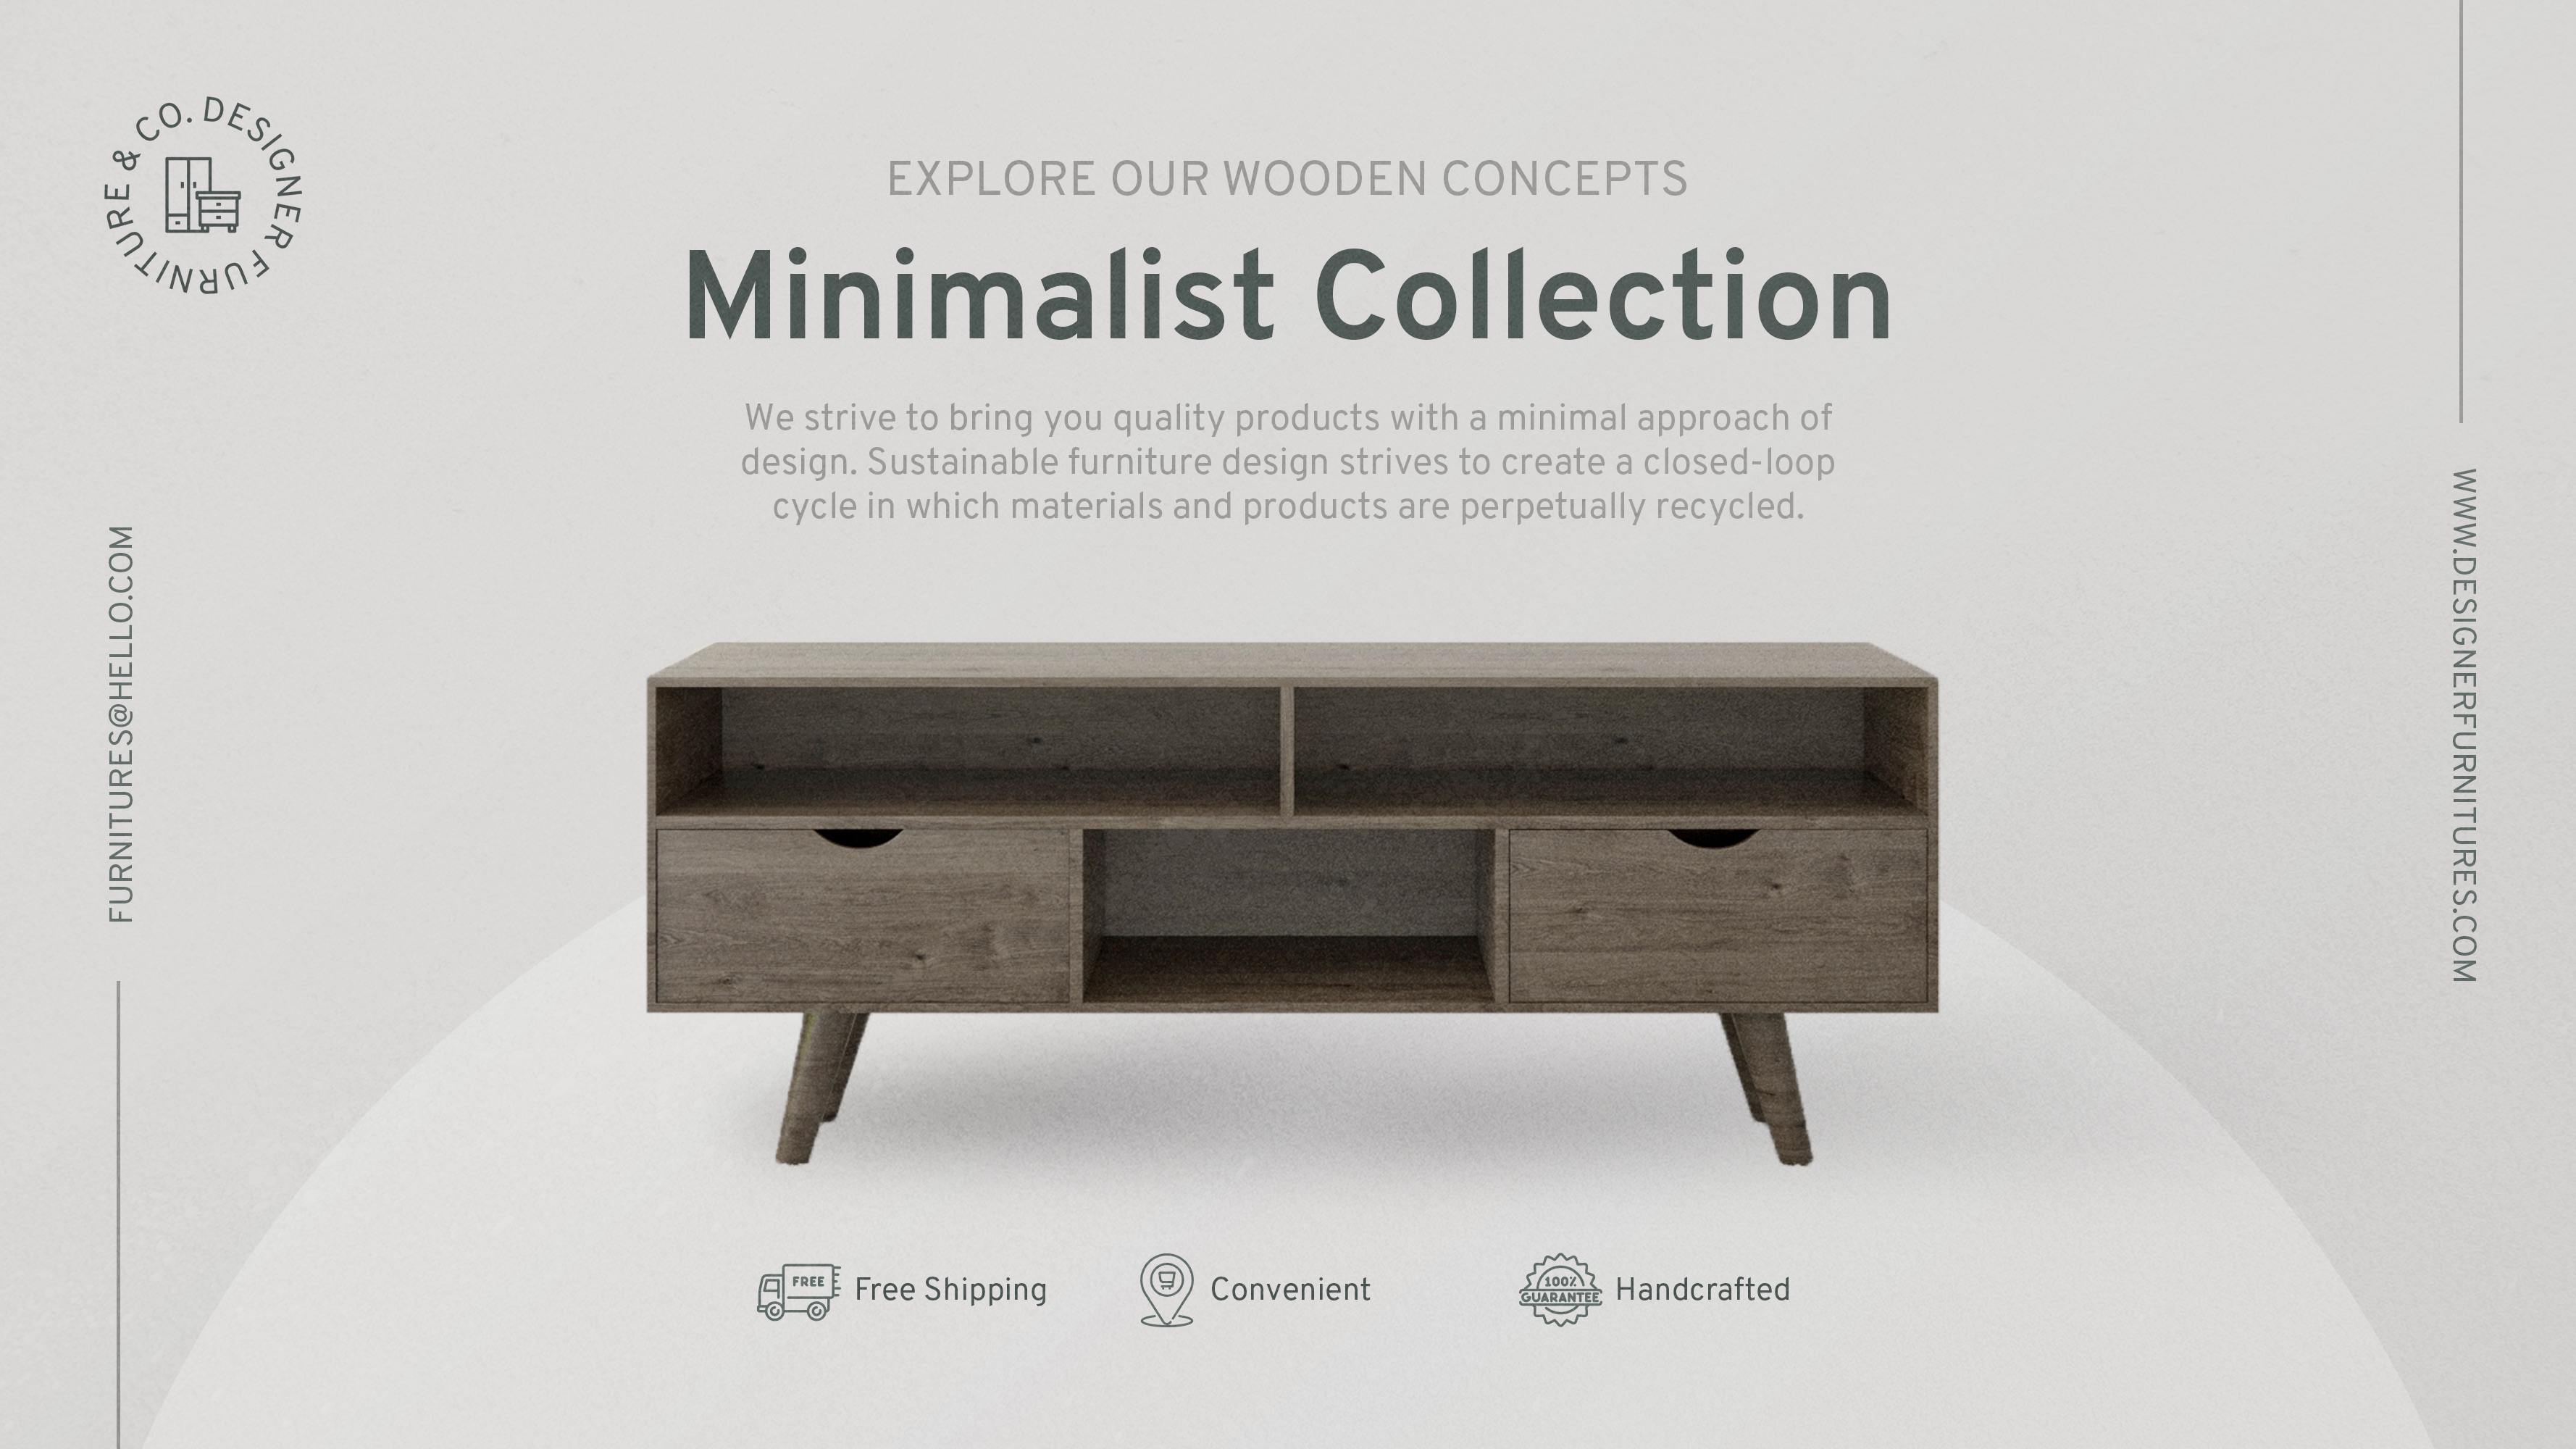 DESIGNER FURNITURE & CO.
EXPLORE OUR WOODEN CONCEPTS
Minimalist Collection
We strive to bring you quality products with a minimal approach of
design. Sustainable furniture design strives to create a closed-loop
cycle in which materials and products are perpetually recycled.
FURNITURES@HELLO.COM
WWW.DESIGNERFURNITURES.COM
FREE
Free Shipping
Convenient
100%
GUARANTEE
Handcrafted